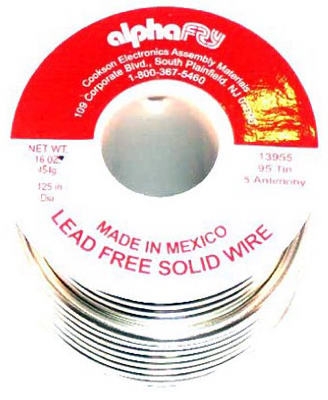 alphaFRY
Cookson Electronics Assembly Materials
109 Corporate Blvd., South Plainfield, NJ
1-800-367-5460
NET WT.
16 OZ.
454g
.125 in
Dia
13955
95 Tin
5 Antimony
MADE IN MEXICO
LEAD FREE SOLID WIRE